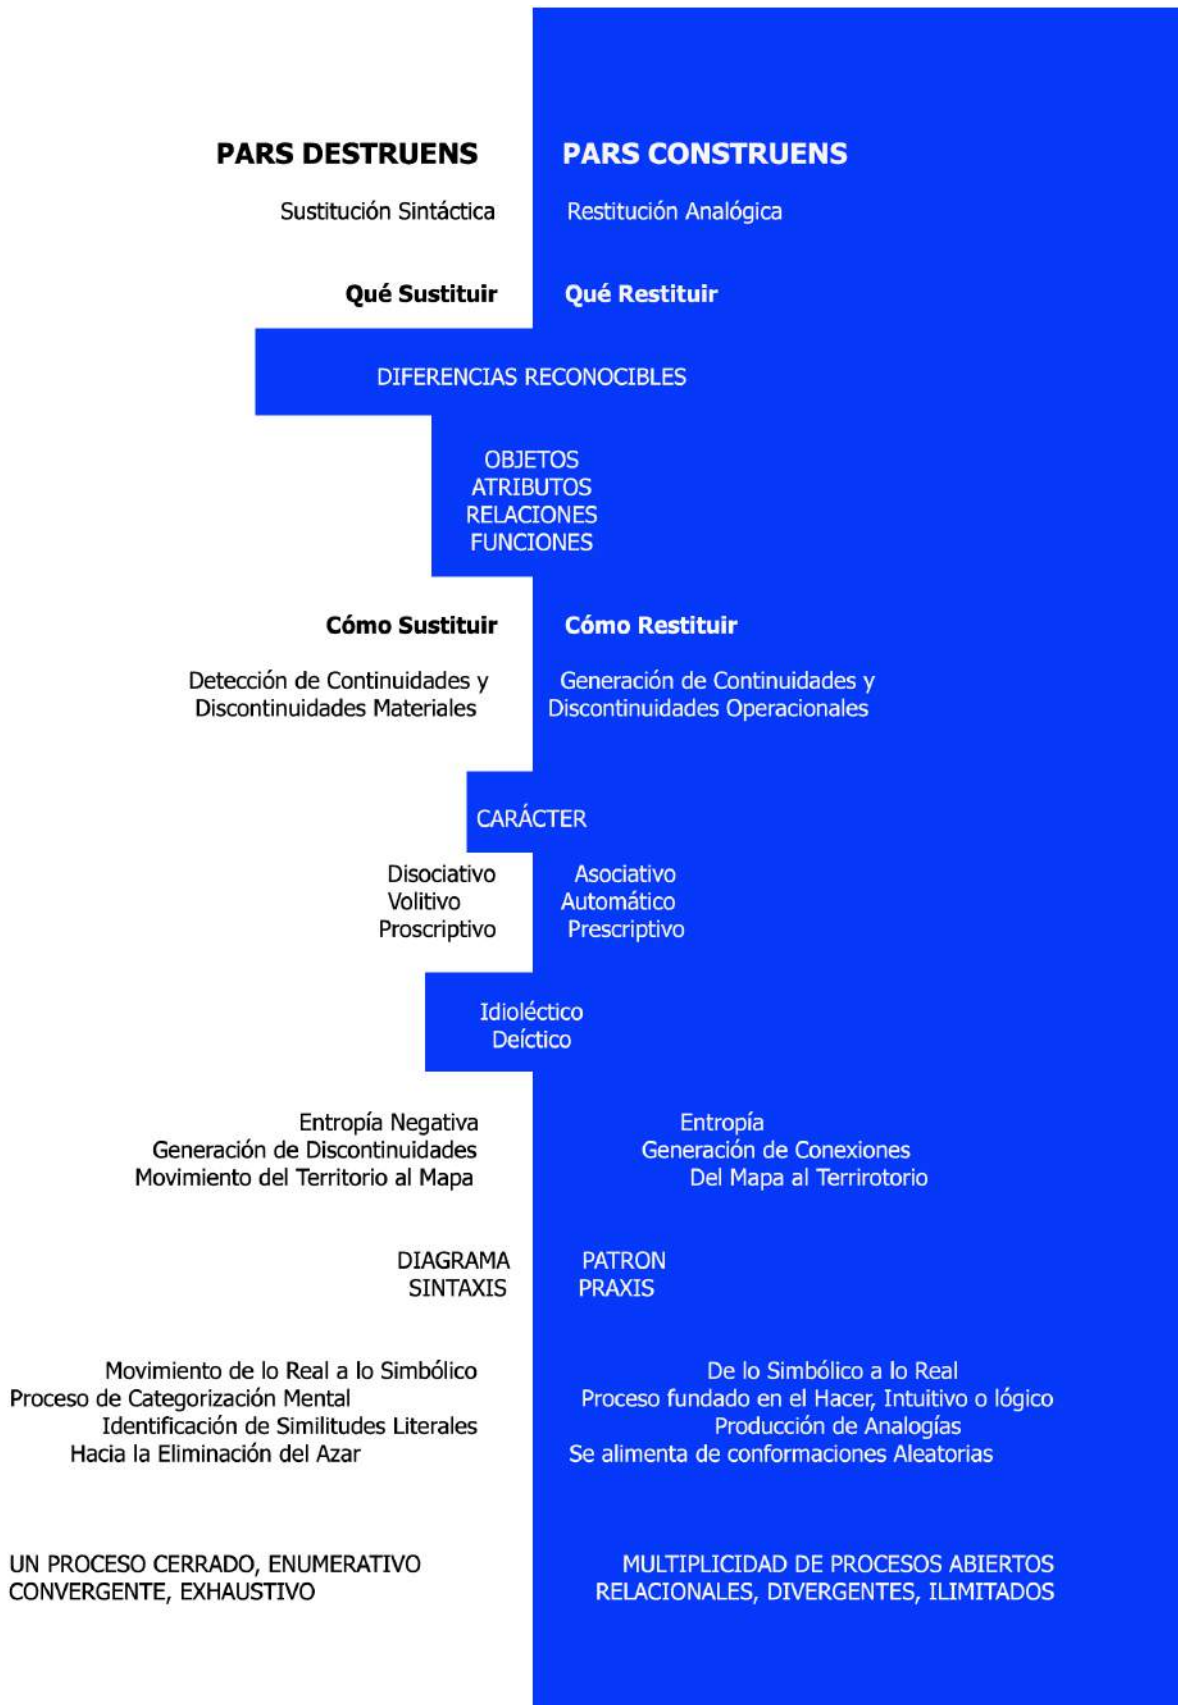 PARS DESTRUENS PARS CONSTRUENS
Sustitución Sintáctica Restitución Analógica
Qué Sustituir Qué Restituir
DIFERENCIAS RECONOCIBLES
OBJETOS
ATRIBUTOS
RELACIONES
FUNCIONES
Cómo Sustituir Cómo Restituir
Detección de Continuidades y Generación de Continuidades y
Discontinuidades Materiales Discontinuidades Operacionales
CARÁCTER
Disociativo Asociativo
Volitivo Automático
Proscriptivo Prescriptivo
Idioléctico
Deíctico
Entropía Negativa Entropía
Generación de Discontinuidades Generación de Conexiones
Movimiento del Territorio al Mapa Del Mapa al Terrirotorio
DIAGRAMA PATRON
SINTAXIS PRAXIS
Movimiento de lo Real a lo Simbólico De lo Simbólico a lo Real
Proceso de Categorización Mental Proceso fundado en el Hacer, Intuitivo o lógico
Identificación de Similitudes Literales Producción de Analogías
Hacia la Eliminación del Azar Se alimenta de conformaciones Aleatorias
UN PROCESO CERRADO, ENUMERATIVO MULTIPLICIDAD DE PROCESOS ABIERTOS
CONVERGENTE, EXHAUSTIVO RELACIONALES, DIVERGENTES, ILIMITADOS